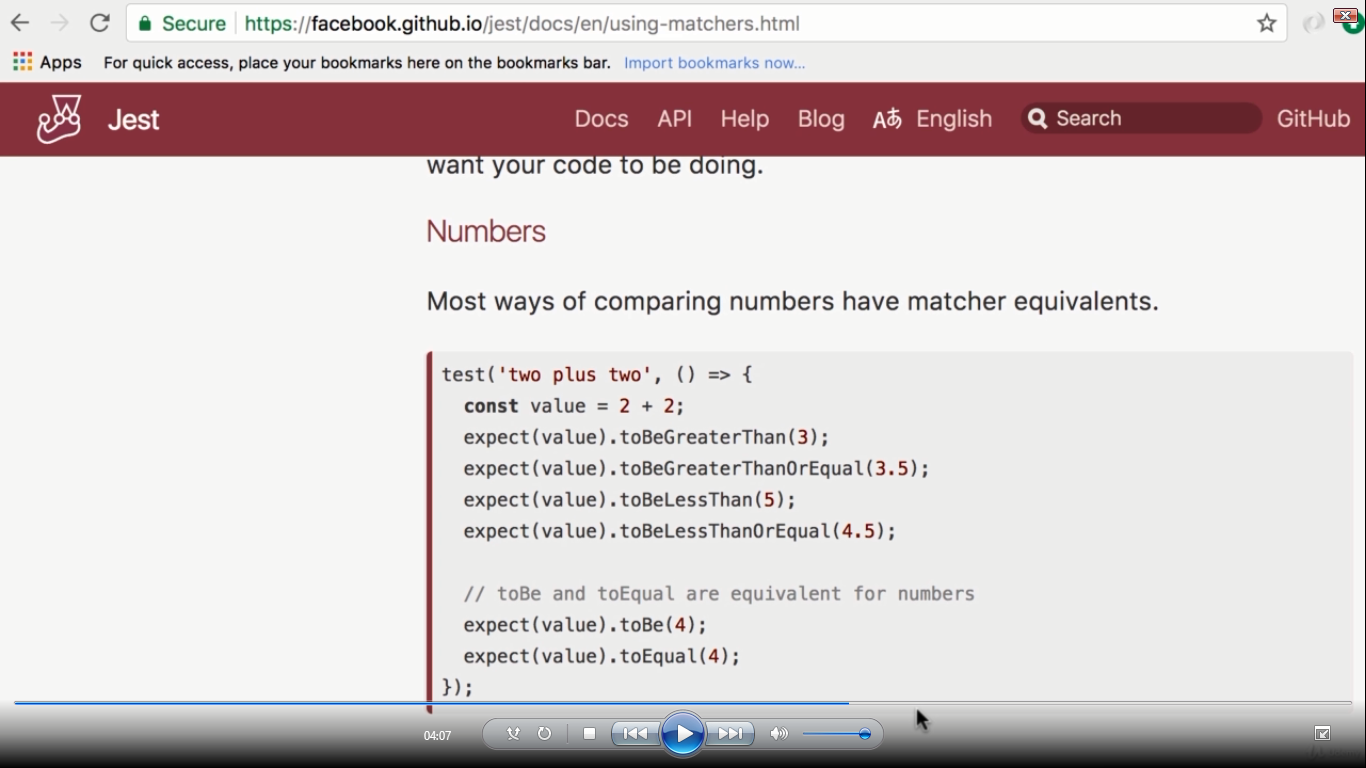 Secure https://facebook.github.io/jest/docs/en/using-matchers.html
Apps For quick access, place your bookmarks here on the bookmarks bar. Import bookmarks now...
Jest Docs API Help Blog Aあ English Search GitHub
want your code to be doing.
Numbers
Most ways of comparing numbers have matcher equivalents.
test('two plus two', () => {
const value = 2 + 2;
expect(value).toBeGreaterThan(3);
expect(value).toBeGreaterThanOrEqual(3.5);
expect(value).toBeLessThan(5);
expect(value).toBeLessThanOrEqual(4.5);
// toBe and toEqual are equivalent for numbers
expect(value).toBe(4);
expect(value).toEqual(4);
});
04:07